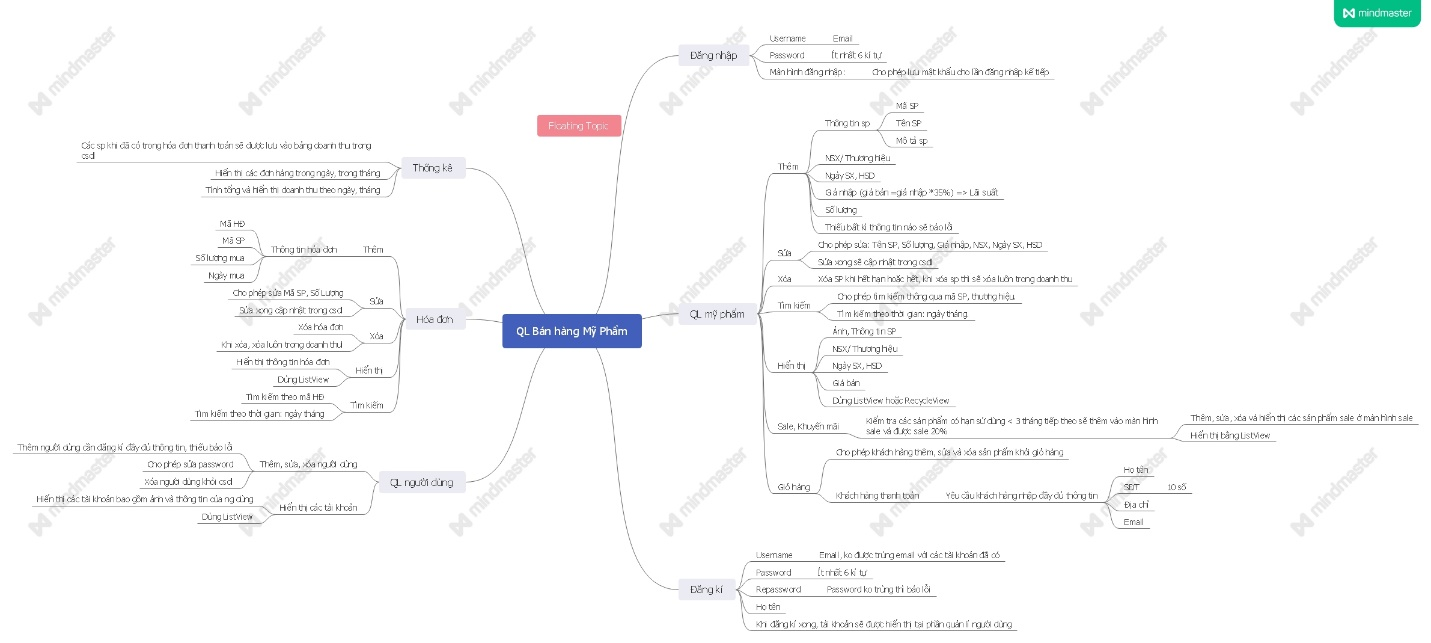 mindmaster
Đăng nhập
Username
Email
Password
Ít nhất 6 kí tự
Màn hình đăng nhập:
Cho phép lưu mật khẩu cho lần đăng nhập kế tiếp
Floating Topic
QL Bán hàng Mỹ Phẩm
QL mỹ phẩm
Thêm
Thông tin sp
Mã SP
Tên SP
Mô tả sp
NSX/ Thương hiệu
Ngày SX, HSD
Giá nhập (giá bán =giá nhập *35%) => Lãi suất
Số lượng
Thiếu bất kì thông tin nào sẽ báo lỗi
Sửa
Cho phép sửa: Tên SP, Số lượng, Giá nhập, NSX, Ngày SX, HSD
Sửa xong sẽ cập nhật trong csdl
Xóa
Xóa SP khi hết hạn hoặc hết, khi xóa sp thì sẽ xóa luôn trong doanh thu
Tìm kiếm
Cho phép tìm kiếm thông qua mã SP, thương hiệu.
Tìm kiếm theo thời gian: ngày tháng
Hiển thị
Ảnh, Thông tin SP
NSX/ Thương hiệu
Ngày SX, HSD
Giá bán
Dùng ListView hoặc RecycleView
Sale, Khuyến mãi
Kiểm tra các sản phẩm có hạn sử dùng < 3 tháng tiếp theo sẽ thêm vào màn hình
sale và được sale 20%
Thêm, sửa, xóa và hiển thị các sản phẩm sale ở màn hình sale
Hiển thị bằng ListView
Giỏ hàng
Cho phép khách hàng thêm, sửa và xóa sản phẩm khỏi giỏ hàng
Khách hàng thanh toán
Yêu cầu khách hàng nhập đầy đủ thông tin
Họ tên
SĐT
10 số
Địa chỉ
Email
Đăng kí
Username
Email , ko được trùng email với các tài khoản đã có
Password
Ít nhất 6 kí tự
Repassword
Password ko trùng thì báo lỗi
Họ tên
Khi đăng kí xong, tài khoản sẽ được hiển thị tại phần quản lí người dùng
Thống kê
Các sp khi đã có trong hóa đơn thanh toán sẽ được lưu vào bảng doanh thu trong
csdl
Hiển thị các đơn hàng trong ngày, trong tháng
Tính tổng và hiển thị doanh thu theo ngày, tháng
Hóa đơn
Thêm
Thông tin hóa đơn
Mã HĐ
Mã SP
Số lượng mua
Ngày mua
Sửa
Cho phép sửa Mã SP, Số Lượng
Sửa xong cập nhật trong csdl
Xóa
Xóa hóa đơn
Khi xóa, xóa luôn trong doanh thu
Hiển thị
Hiển thị thông tin hóa đơn
Dùng ListView
Tìm kiếm
Tìm kiếm theo mã HĐ
Tìm kiếm theo thời gian: ngày tháng
QL người dùng
Thêm, sửa, xóa người dùng
Thêm người dùng cần đăng kí đầy đủ thông tin, thiếu báo lỗi
Cho phép sửa password
Xóa người dùng khỏi csdl
Hiển thị các tài khoản
Hiển thị các tài khoản bao gồm ảnh và thông tin của ng dùng
Dùng ListView